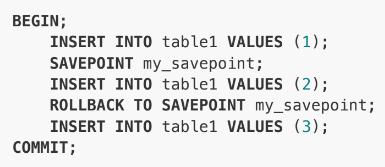 BEGIN;
    INSERT INTO table1 VALUES (1);
    SAVEPOINT my_savepoint;
    INSERT INTO table1 VALUES (2);
    ROLLBACK TO SAVEPOINT my_savepoint;
    INSERT INTO table1 VALUES (3);
COMMIT;